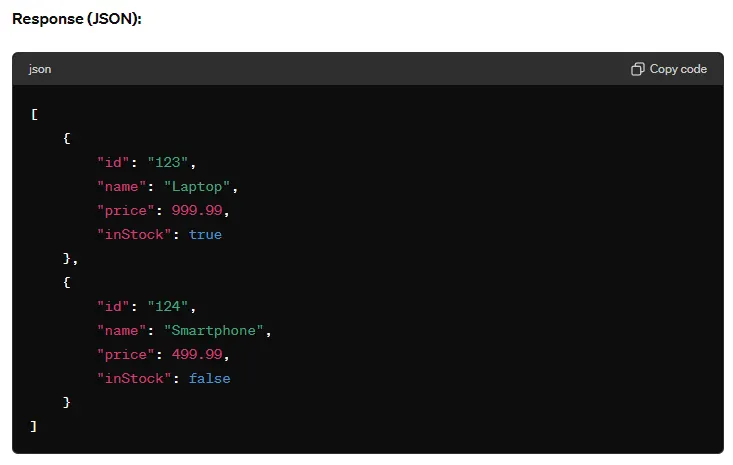 Response (JSON):
json
Copy code
[
    {
        "id": "123",
        "name": "Laptop",
        "price": 999.99,
        "inStock": true
    },
    {
        "id": "124",
        "name": "Smartphone",
        "price": 499.99,
        "inStock": false
    }
]